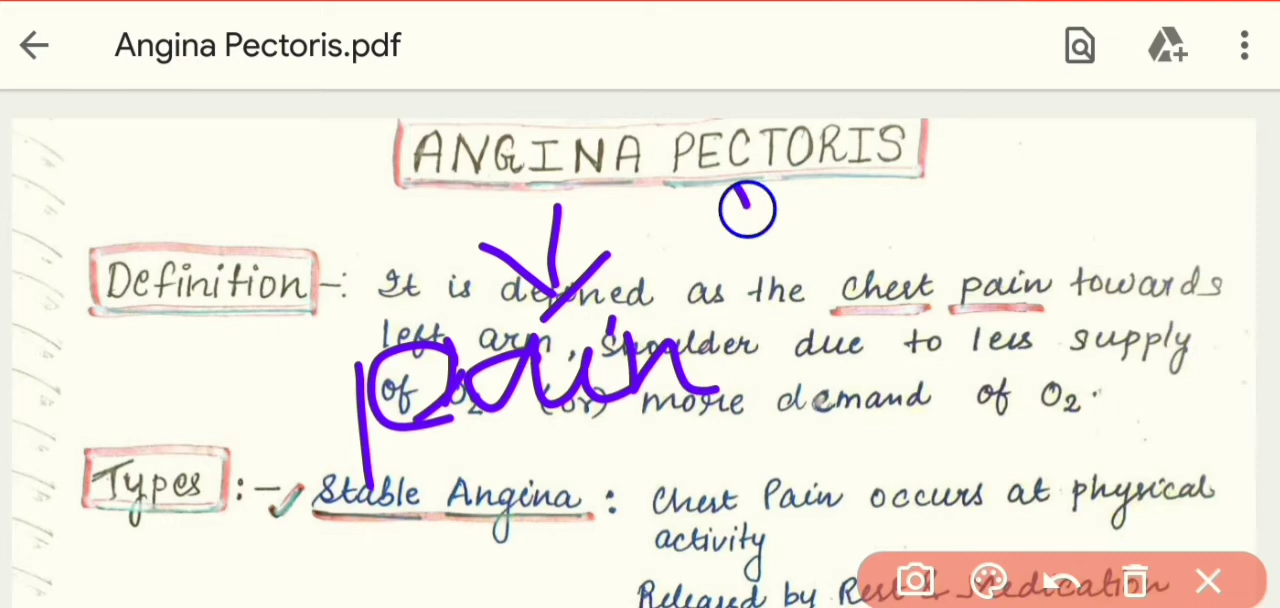 Angina Pectoris.pdf
ANGINA PECTORIS
Definition -: It is defined as the chest pain towards
left arm, shoulder due to less supply
of O2 (or) more demand of O2.
pain
Types :- Stable Angina : Chest Pain occurs at physical
activity
Released by Rest & Medication